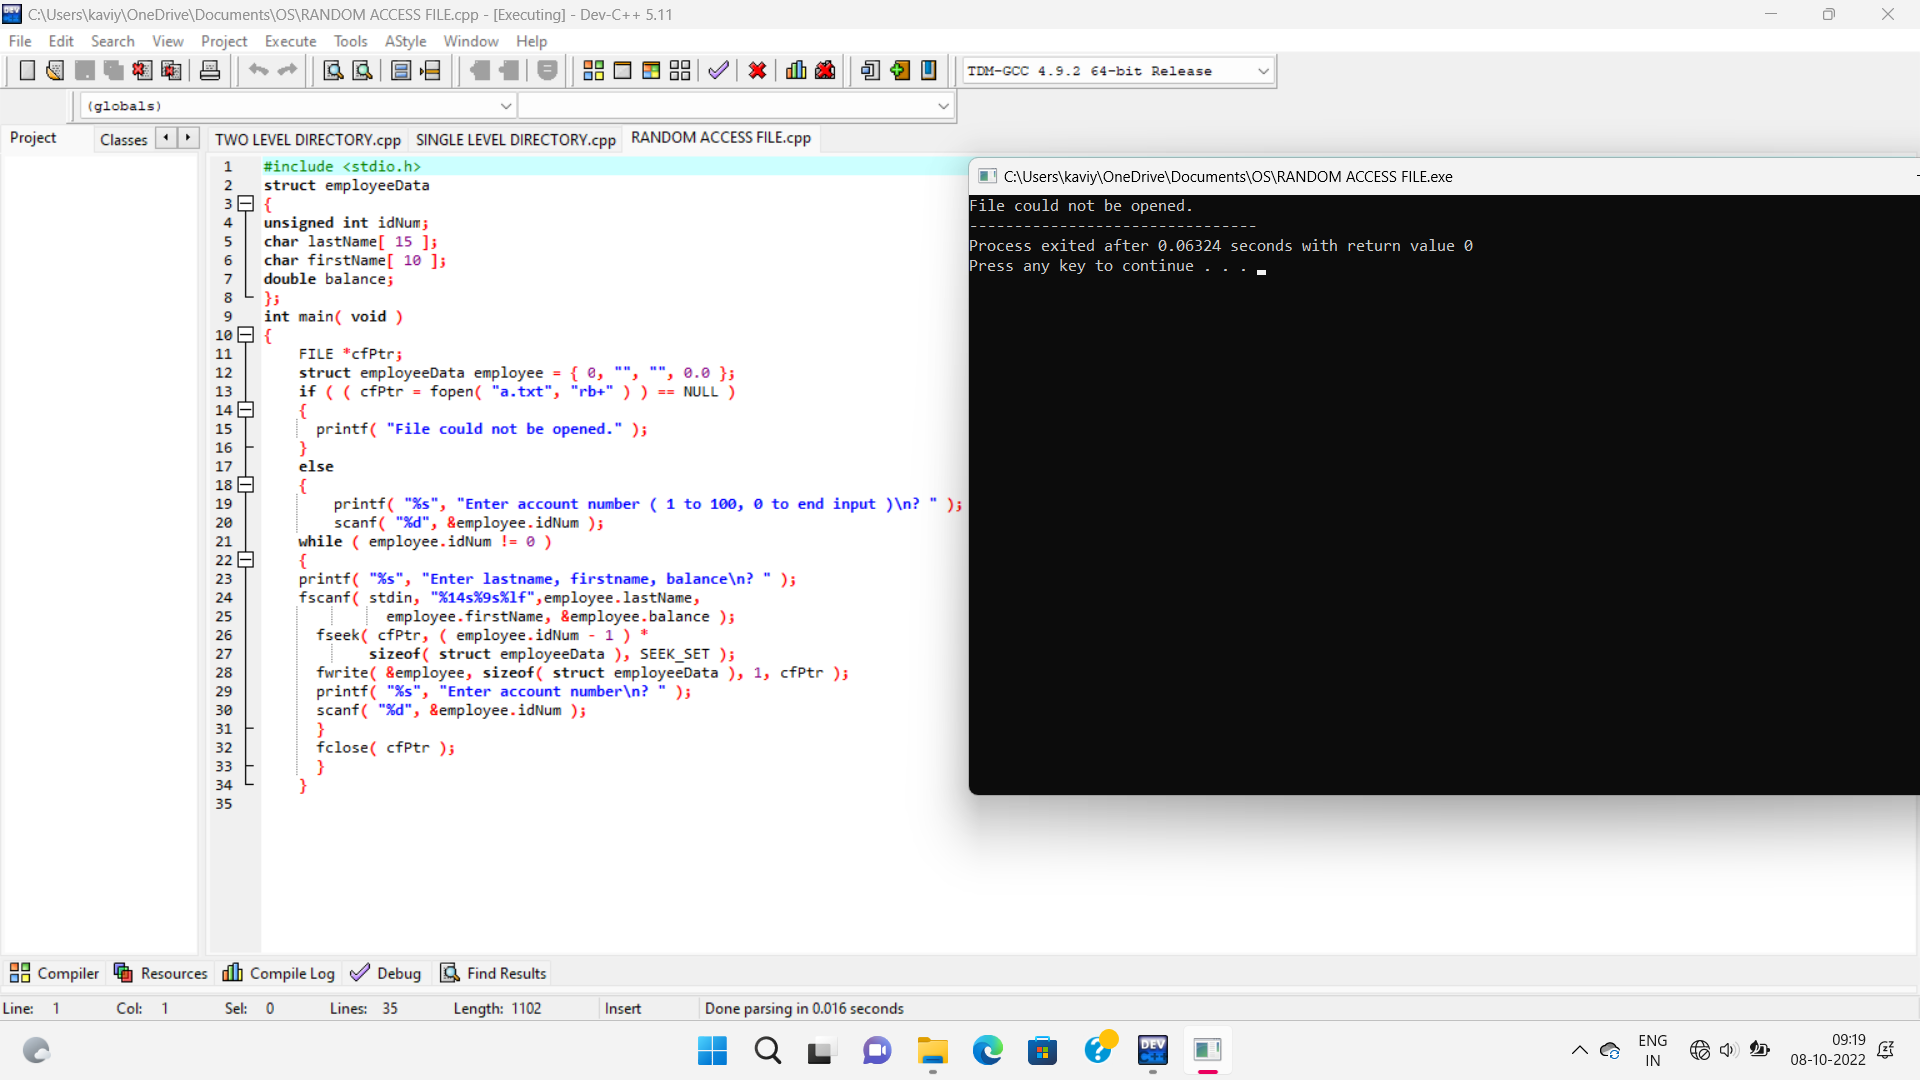 C:\Users\kaviy\OneDrive\Documents\OS\RANDOM ACCESS FILE.cpp - [Executing] - Dev-C++ 5.11
File Edit Search View Project Execute Tools AStyle Window Help
TDM-GCC 4.9.2 64-bit Release
(globals)
Project Classes TWO LEVEL DIRECTORY.cpp SINGLE LEVEL DIRECTORY.cpp RANDOM ACCESS FILE.cpp
1 #include <stdio.h>
2 struct employeeData
3 {
4 unsigned int idNum;
5 char lastName[ 15 ];
6 char firstName[ 10 ];
7 double balance;
8 };
9 int main( void )
10 {
11 FILE *cfPtr;
12 struct employeeData employee = { 0, "", "", 0.0 };
13 if ( ( cfPtr = fopen( "a.txt", "rb+" ) ) == NULL )
14 {
15 printf( "File could not be opened." );
16 }
17 else
18 {
19 printf( "%s", "Enter account number ( 1 to 100, 0 to end input )\n? " );
20 scanf( "%d", &employee.idNum );
21 while ( employee.idNum != 0 )
22 {
23 printf( "%s", "Enter lastname, firstname, balance\n? " );
24 fscanf( stdin, "%14s%9s%lf",employee.lastName,
25 employee.firstName, &employee.balance );
26 fseek( cfPtr, ( employee.idNum - 1 ) *
27 sizeof( struct employeeData ), SEEK_SET );
28 fwrite( &employee, sizeof( struct employeeData ), 1, cfPtr );
29 printf( "%s", "Enter account number\n? " );
30 scanf( "%d", &employee.idNum );
31 }
32 fclose( cfPtr );
33 }
34 }
35
C:\Users\kaviy\OneDrive\Documents\OS\RANDOM ACCESS FILE.exe
File could not be opened.
--------------------------------
Process exited after 0.06324 seconds with return value 0
Press any key to continue . . .
Compiler Resources Compile Log Debug Find Results
Line: 1 Col: 1 Sel: 0 Lines: 35 Length: 1102 Insert Done parsing in 0.016 seconds
DEV
ENG
IN
09:19
08-10-2022